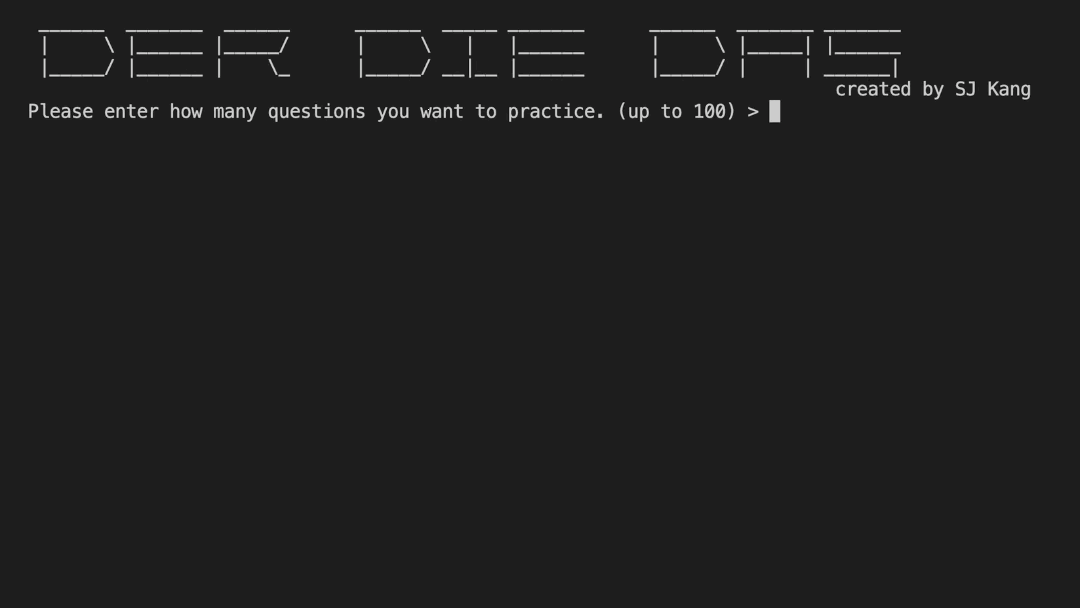 DER DIE DAS
created by SJ Kang
Please enter how many questions you want to practice. (up to 100) >